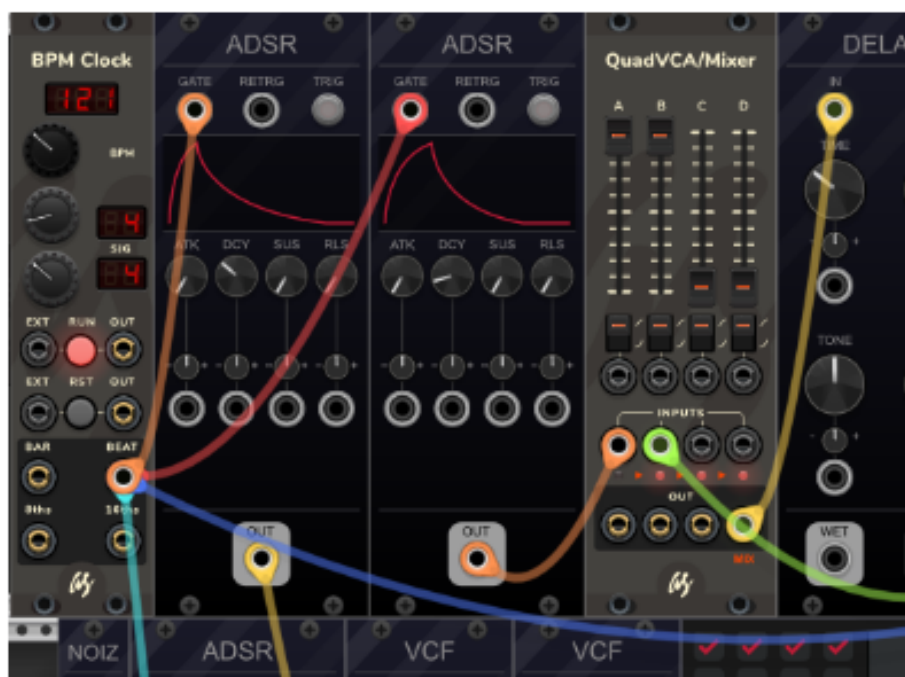 BPM Clock
121
BPM
4
SIG
4
EXT RUN OUT
EXT RST OUT
BAR BEAT
8ths 16ths
ADSR
GATE RETRG TRIG
ATK DCY SUS RLS
- + - + - + - +
OUT
ADSR
GATE RETRG TRIG
ATK DCY SUS RLS
- + - + - + - +
OUT
QuadVCA/Mixer
A B C D
INPUTS
OUT
MIX
DELA
IN
TIME
- +
TONE
- +
WET
NOIZ
ADSR
VCF
VCF